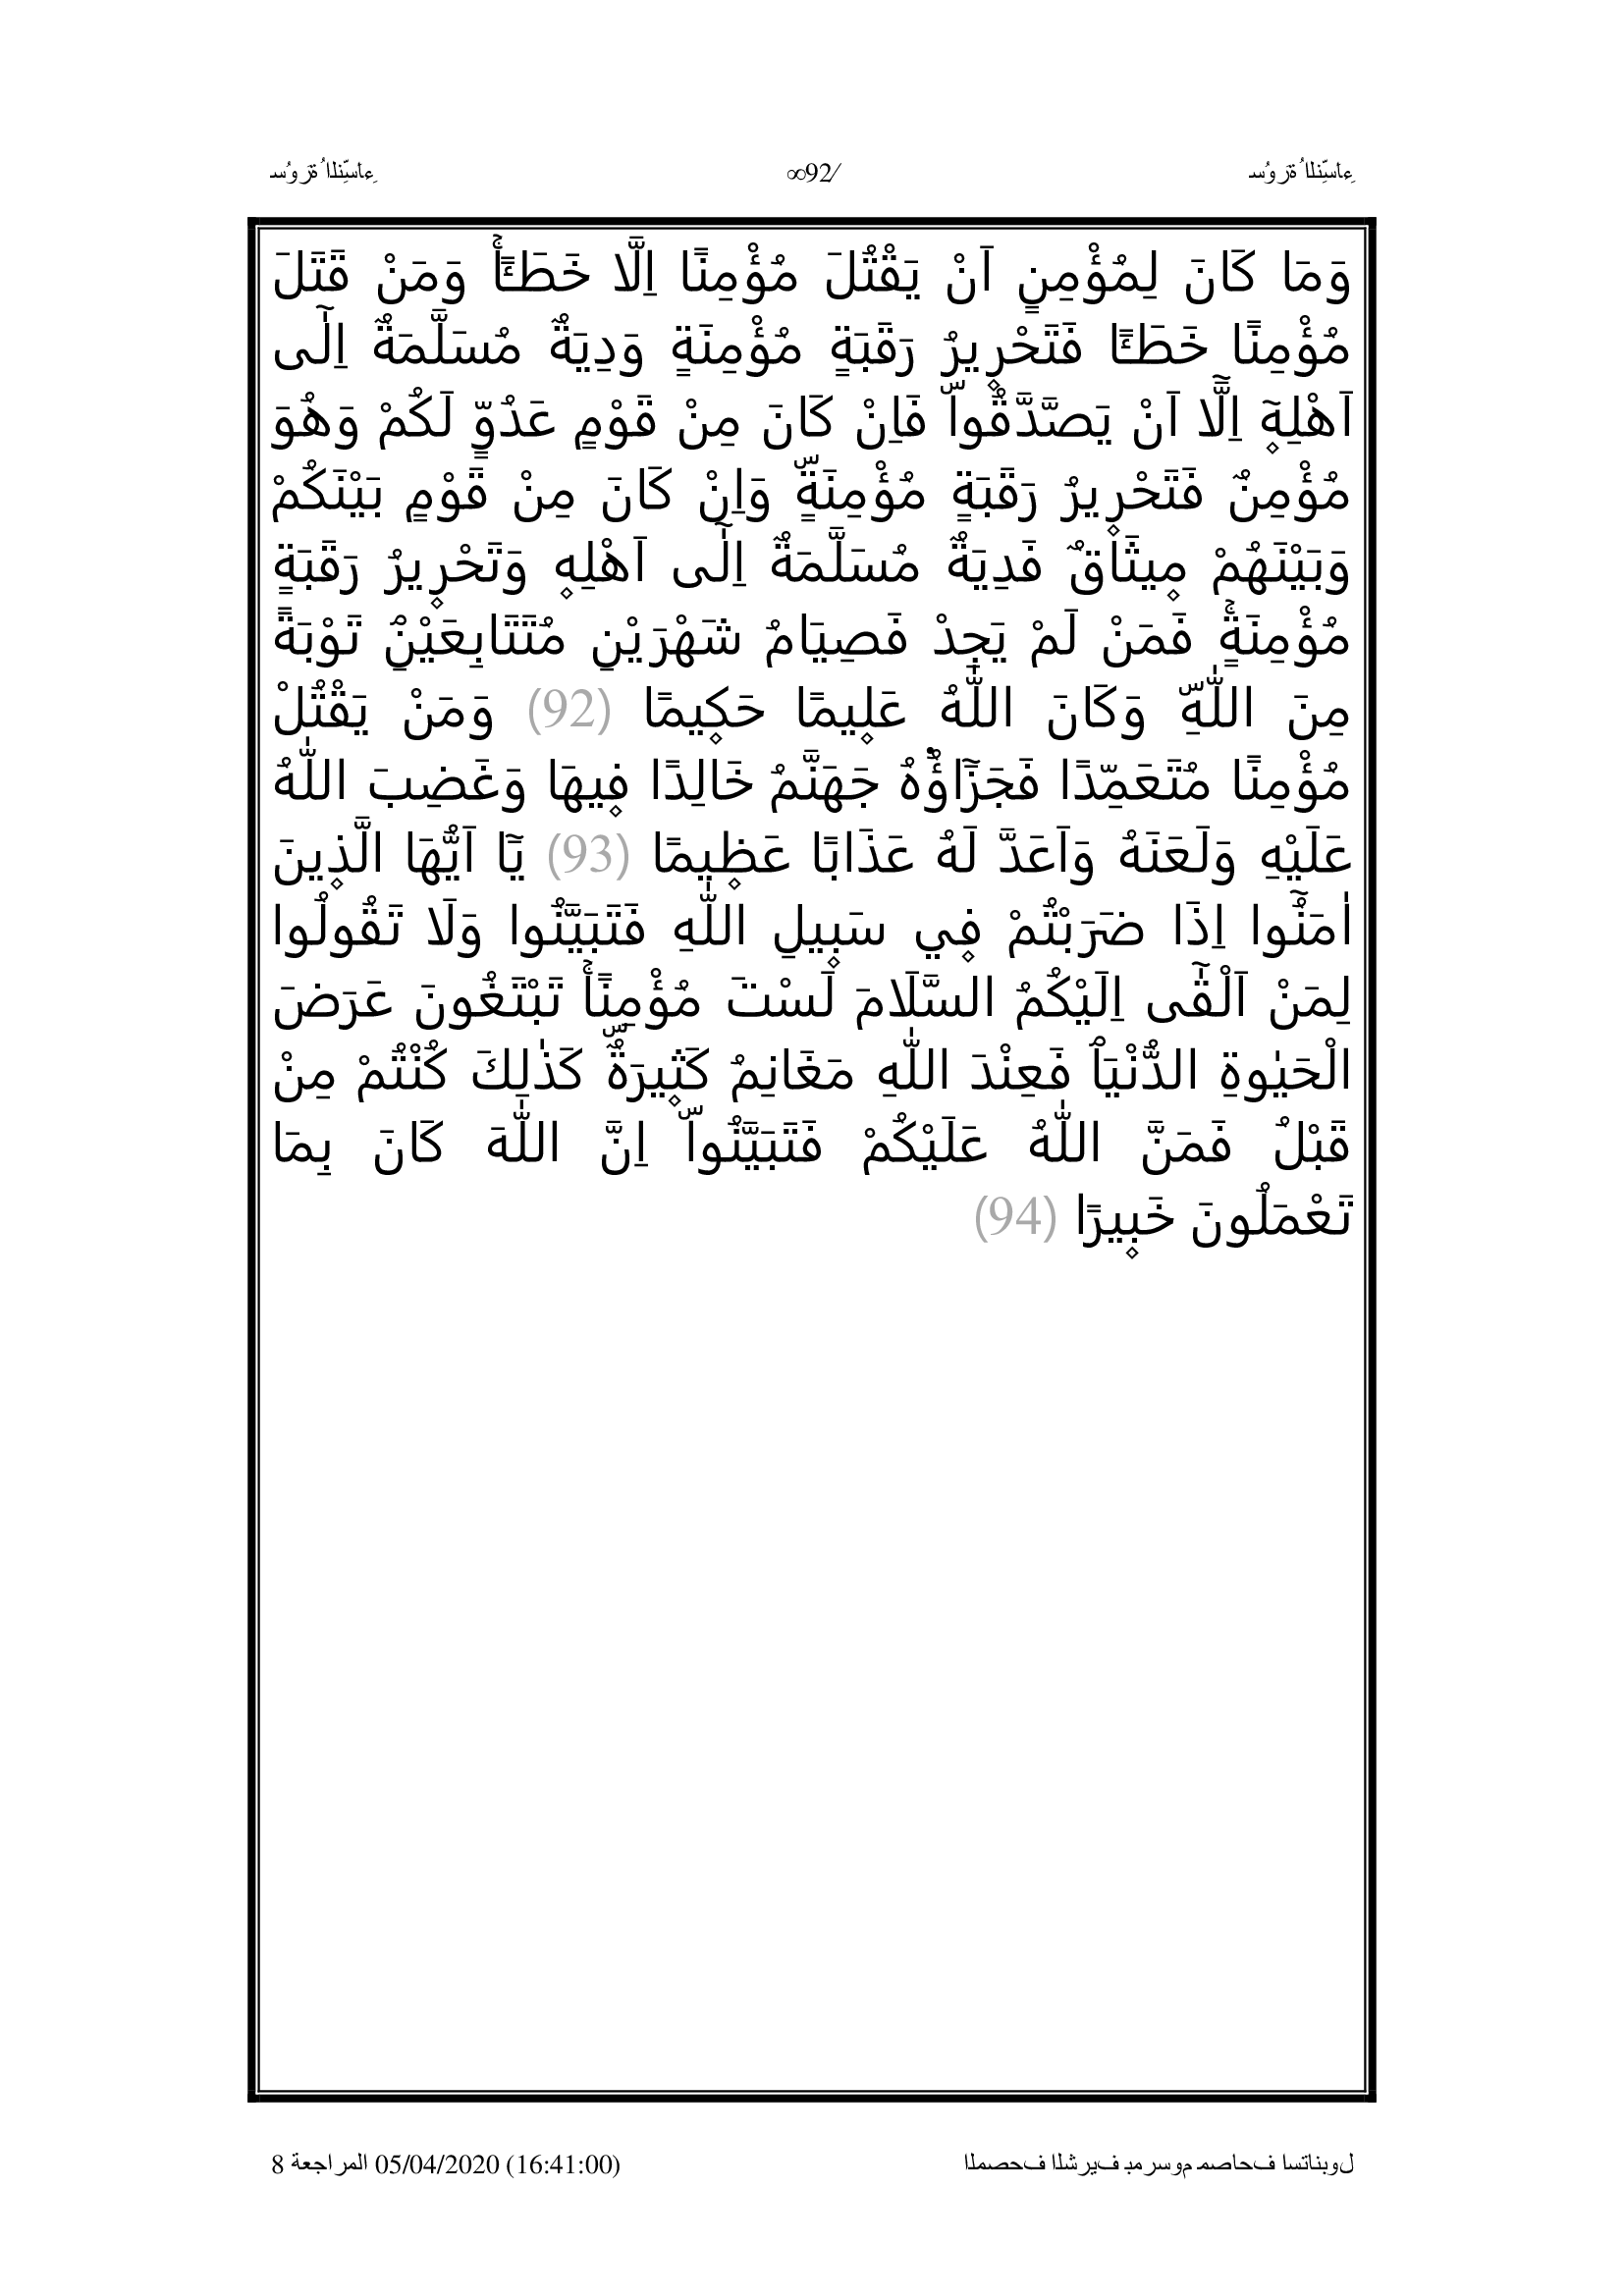 سُورَةُ النِّسَاءِ ∞92/ سُورَةُ النِّسَاءِ
وَمَا كَانَ لِمُؤْمِنٍ اَنْ يَقْتُلَ مُؤْمِنًا اِلَّا خَطَـًٔاۚ وَمَنْ قَتَلَ
مُؤْمِنًا خَطَـًٔا فَتَحْر۪يرُ رَقَبَةٍ مُؤْمِنَةٍ وَدِيَةٌ مُسَلَّمَةٌ اِلٰٓى
اَهْلِه۪ٓ اِلَّٓا اَنْ يَصَّدَّقُواۜ فَاِنْ كَانَ مِنْ قَوْمٍ عَدُوٍّ لَكُمْ وَهُوَ
مُؤْمِنٌ فَتَحْر۪يرُ رَقَبَةٍ مُؤْمِنَةٍۜ وَاِنْ كَانَ مِنْ قَوْمٍ بَيْنَكُمْ
وَبَيْنَهُمْ م۪يثَاقٌ فَدِيَةٌ مُسَلَّمَةٌ اِلٰٓى اَهْلِه۪ وَتَحْر۪يرُ رَقَبَةٍ
مُؤْمِنَةٍۚ فَمَنْ لَمْ يَجِدْ فَصِيَامُ شَهْرَيْنِ مُتَتَابِعَيْنِۘ تَوْبَةً
مِنَ اللّٰهِۜ وَكَانَ اللّٰهُ عَل۪يمًا حَك۪يمًا (92) وَمَنْ يَقْتُلْ
مُؤْمِنًا مُتَعَمِّدًا فَجَزَٓاؤُ۬هُ جَهَنَّمُ خَالِدًا ف۪يهَا وَغَضِبَ اللّٰهُ
عَلَيْهِ وَلَعَنَهُ وَاَعَدَّ لَهُ عَذَابًا عَظ۪يمًا (93) يَٓا اَيُّهَا الَّذ۪ينَ
اٰمَنُٓوا اِذَا ضَرَبْتُمْ ف۪ي سَب۪يلِ اللّٰهِ فَتَبَيَّنُوا وَلَا تَقُولُوا
لِمَنْ اَلْقٰٓى اِلَيْكُمُ السَّلَامَ لَسْتَ مُؤْمِنًاۚ تَبْتَغُونَ عَرَضَ
الْحَيٰوةِ الدُّنْيَاۘ فَعِنْدَ اللّٰهِ مَغَانِمُ كَث۪يرَةٌۜ كَذٰلِكَ كُنْتُمْ مِنْ
قَبْلُ فَمَنَّ اللّٰهُ عَلَيْكُمْ فَتَبَيَّنُواۜ اِنَّ اللّٰهَ كَانَ بِمَا
تَعْمَلُونَ خَب۪يرًا (94)
المصحف الشريف بمرسوم مصاحف استانبول المراجعة 8 05/04/2020 (16:41:00)